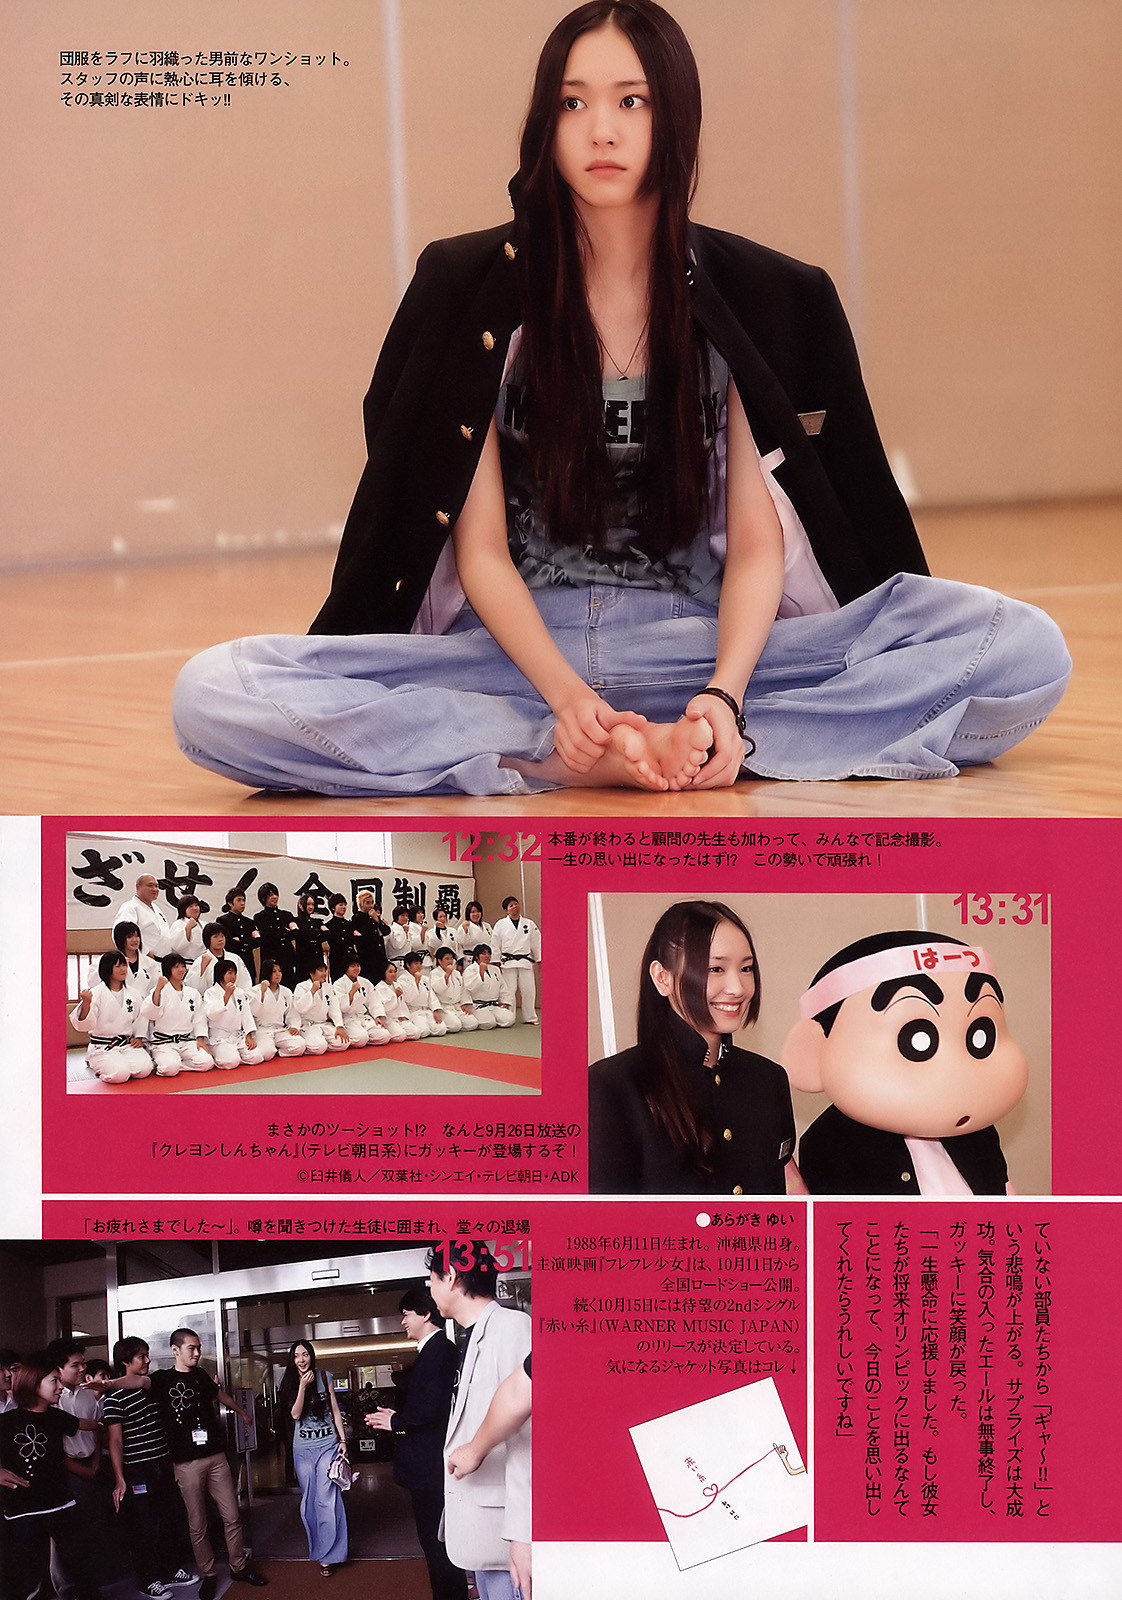 団服をラフに羽織った男前なワンショット。
スタッフの声に熱心に耳を傾ける、
その真剣な表情にドキッ!!
12:32
本番が終わると顧問の先生も加わって、みんなで記念撮影。
一生の思い出になったはず!?　この勢いで頑張れ！
ざせ！全国制覇
13:31
はーっ
まさかのツーショット!?　なんと9月26日放送の
『クレヨンしんちゃん』(テレビ朝日系)にガッキーが登場するぞ！
©臼井儀人／双葉社・シンエイ・テレビ朝日・ADK
「お疲れさまでした〜」。噂を聞きつけた生徒に囲まれ、堂々の退場
13:51
STYLE
●あらがき ゆい
1988年6月11日生まれ。沖縄県出身。
主演映画『フレフレ少女』は、10月11日から
全国ロードショー公開。
続く10月15日には待望の2ndシングル
『赤い糸』(WARNER MUSIC JAPAN)
のリリースが決定している。
気になるジャケット写真はコレ↓
赤い糸
ていない部員たちから「ギャ〜!!」と
いう悲鳴が上がる。サプライズは大成
功。気合の入ったエールは無事終了し、
ガッキーに笑顔が戻った。
「一生懸命に応援しました。もし彼女
たちが将来オリンピックに出るなんて
ことになって、今日のことを思い出し
てくれたらうれしいですね」